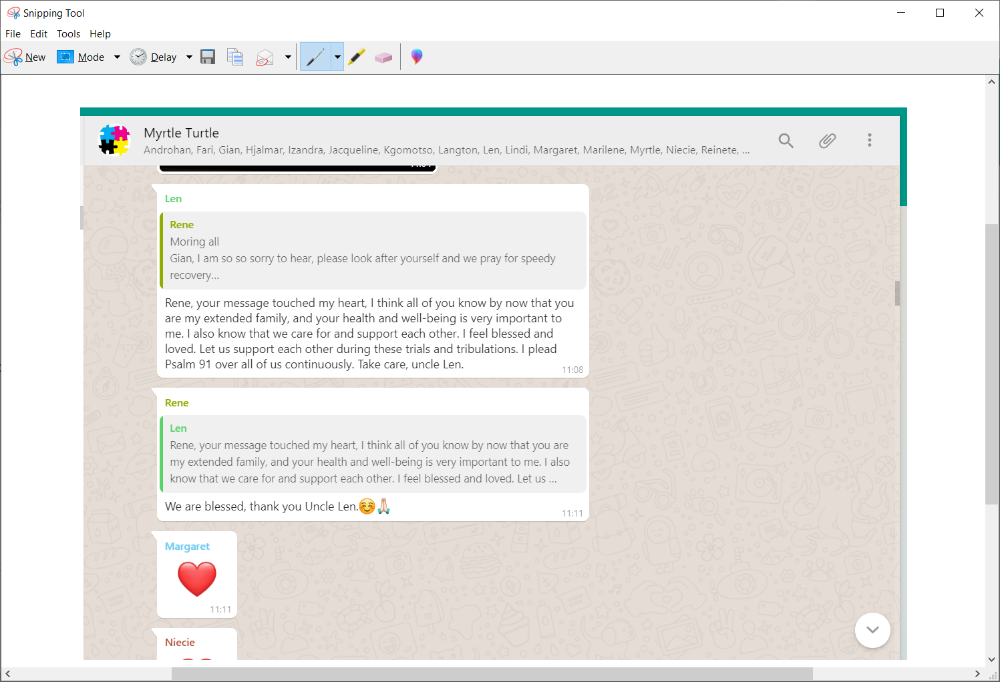 Snipping Tool
File Edit Tools Help
New Mode Delay
Myrtle Turtle
Androhan, Fari, Gian, Hjalmar, Izandra, Jacqueline, Kgomotso, Langton, Len, Lindi, Margaret, Marilene, Myrtle, Niecie, Reinete, ...
Len
Rene
Moring all
Gian, I am so so sorry to hear, please look after yourself and we pray for speedy
recovery...
Rene, your message touched my heart, I think all of you know by now that you
are my extended family, and your health and well-being is very important to
me. I also know that we care for and support each other. I feel blessed and
loved. Let us support each other during these trials and tribulations. I plead
Psalm 91 over all of us continuously. Take care, uncle Len.
11:08
Rene
Len
Rene, your message touched my heart, I think all of you know by now that you are
my extended family, and your health and well-being is very important to me. I also
know that we care for and support each other. I feel blessed and loved. Let us ...
We are blessed, thank you Uncle Len.☺️🙏🏻
11:11
Margaret
11:11
Niecie